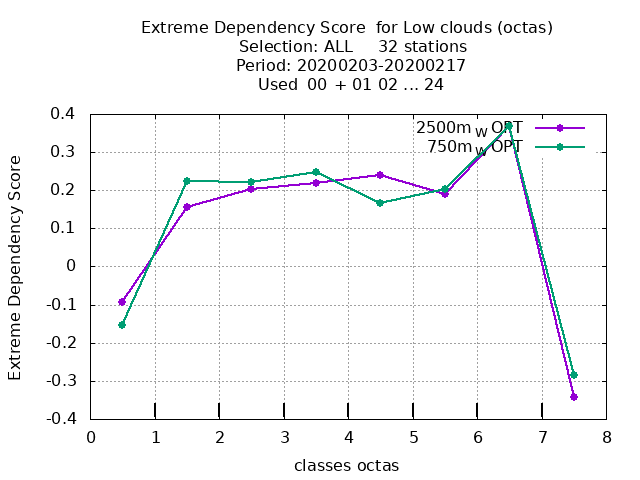 Extreme Dependency Score for Low clouds (octas)
Selection: ALL 32 stations
Period: 20200203-20200217
Used 00 + 01 02 ... 24
2500m W OPT
750m W OPT
Extreme Dependency Score
0.4
0.3
0.2
0.1
0
-0.1
-0.2
-0.3
-0.4
0 1 2 3 4 5 6 7 8
classes octas